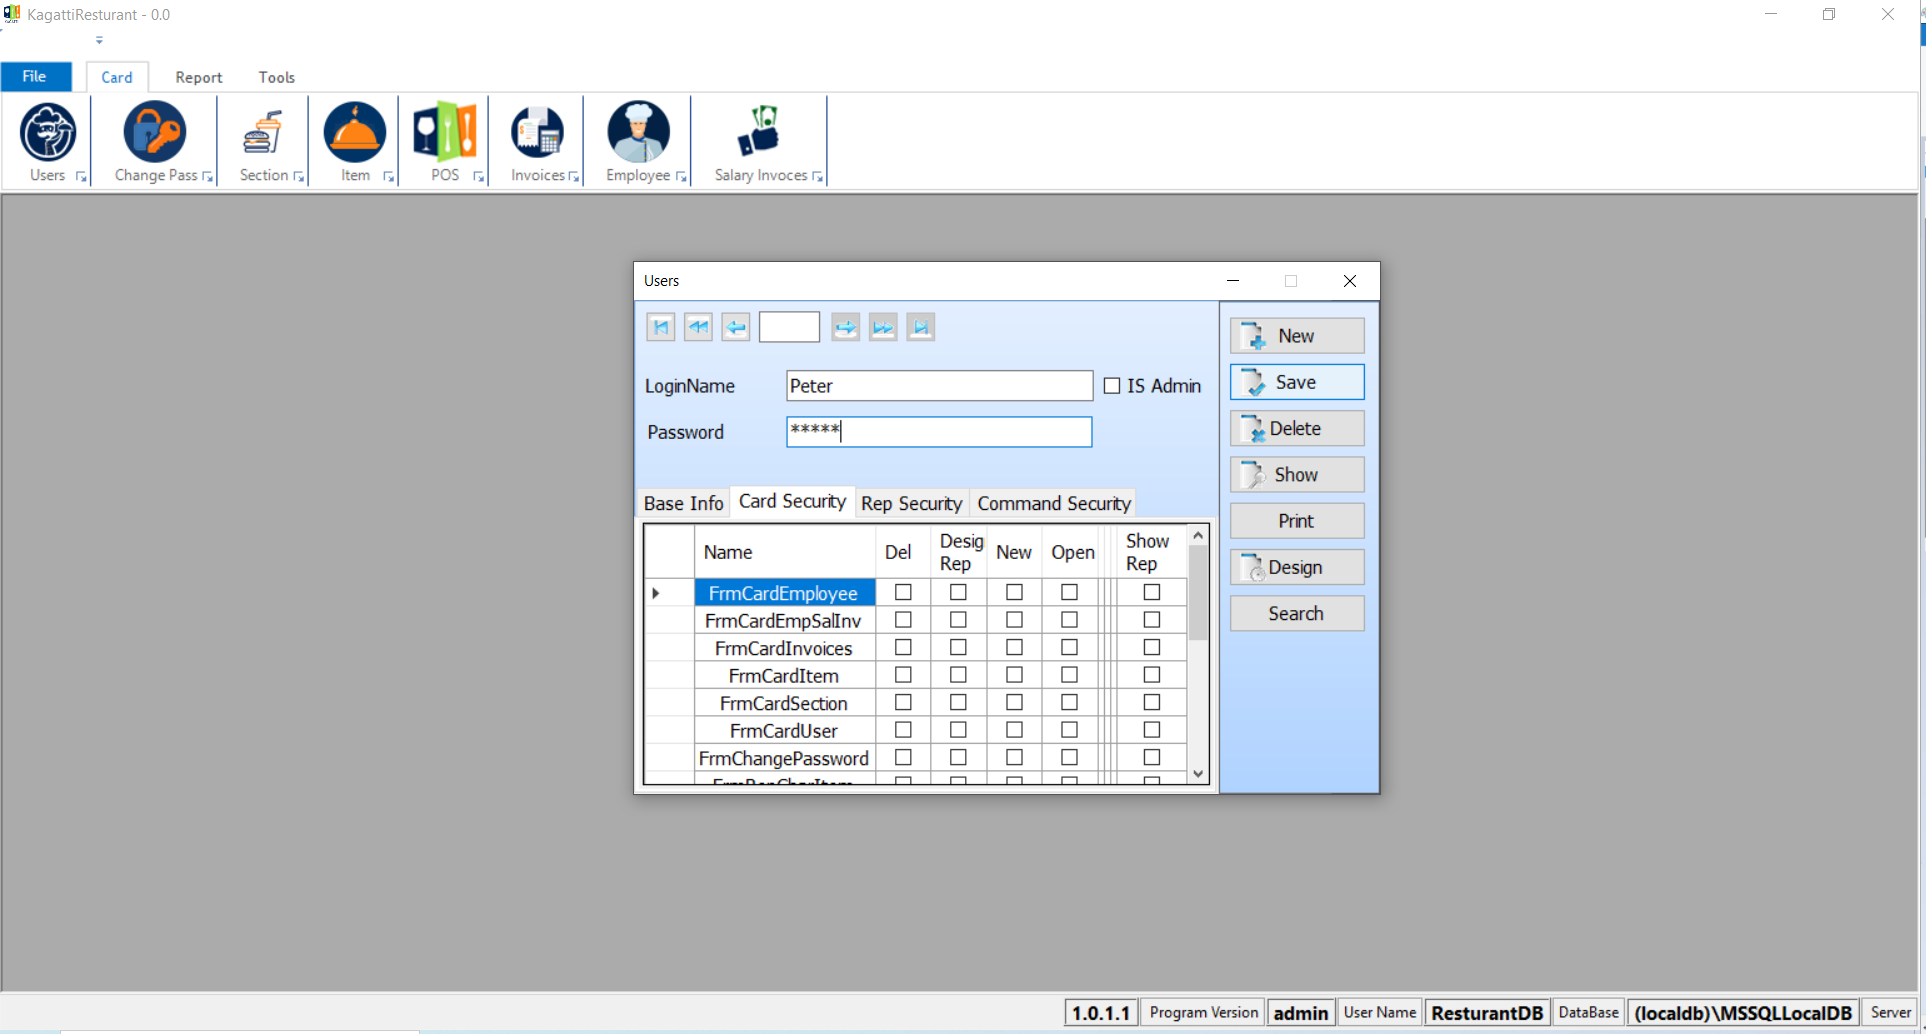 KagattiResturant - 0.0
File
Card
Report
Tools
Users
Change Pass
Section
Item
POS
Invoices
Employee
Salary Invoces
Users
New
LoginName
Peter
IS Admin
Save
Password
*****
Delete
Show
Base Info
Card Security
Rep Security
Command Security
Print
Name
Del
Desig
Rep
New
Open
Show
Rep
Design
FrmCardEmployee
FrmCardEmpSalInv
Search
FrmCardInvoices
FrmCardItem
FrmCardSection
FrmCardUser
FrmChangePassword
1.0.1.1
Program Version
admin
User Name
ResturantDB
DataBase
(localdb)\MSSQLLocalDB
Server